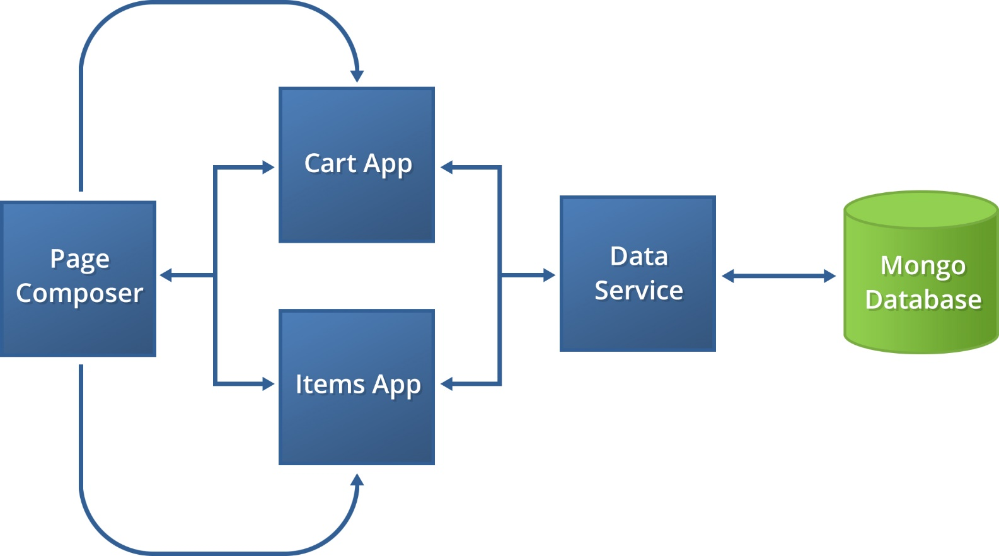 Cart App
Page
Composer
Items App
Data
Service
Mongo
Database